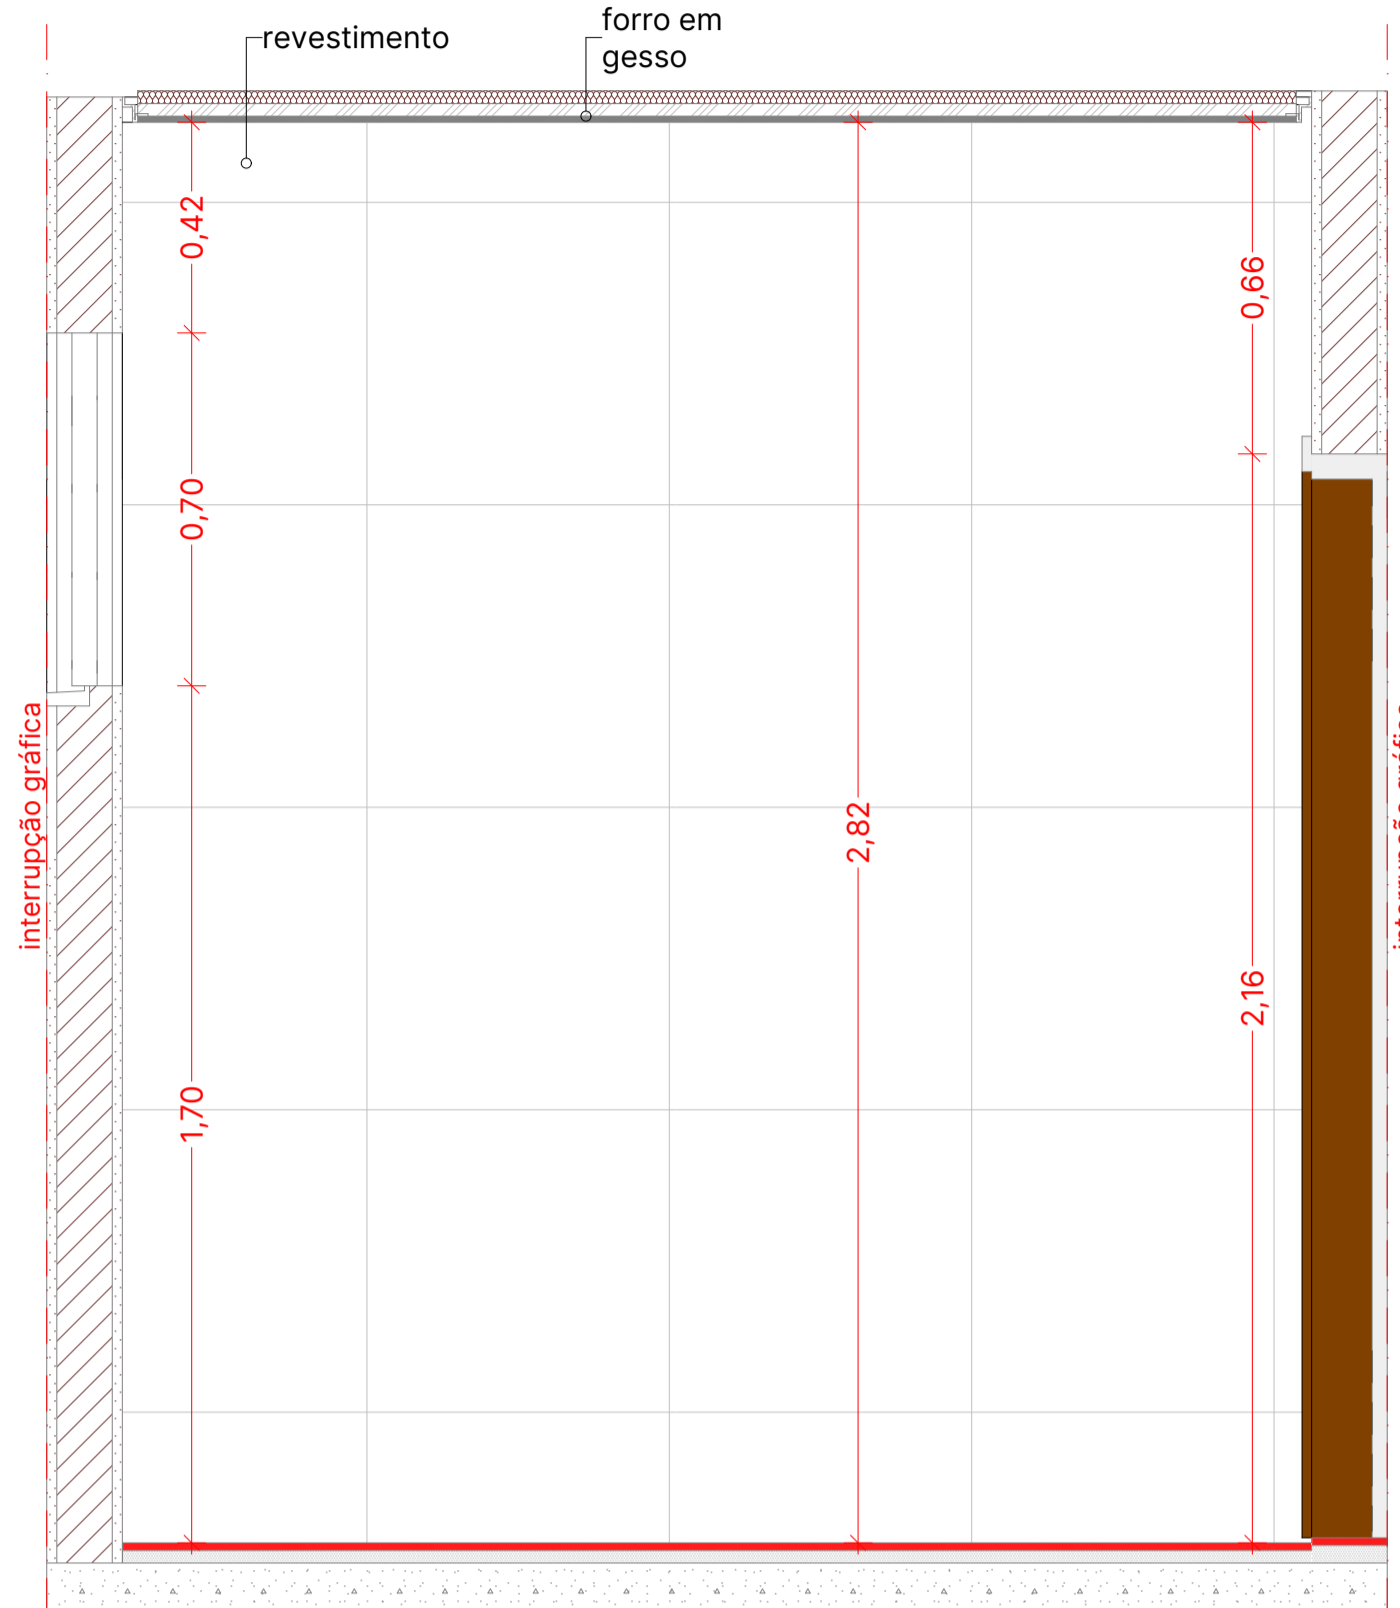 revestimento
forro em
gesso
0,42
0,66
0,70
interrupção gráfica
2,82
2,16
1,70